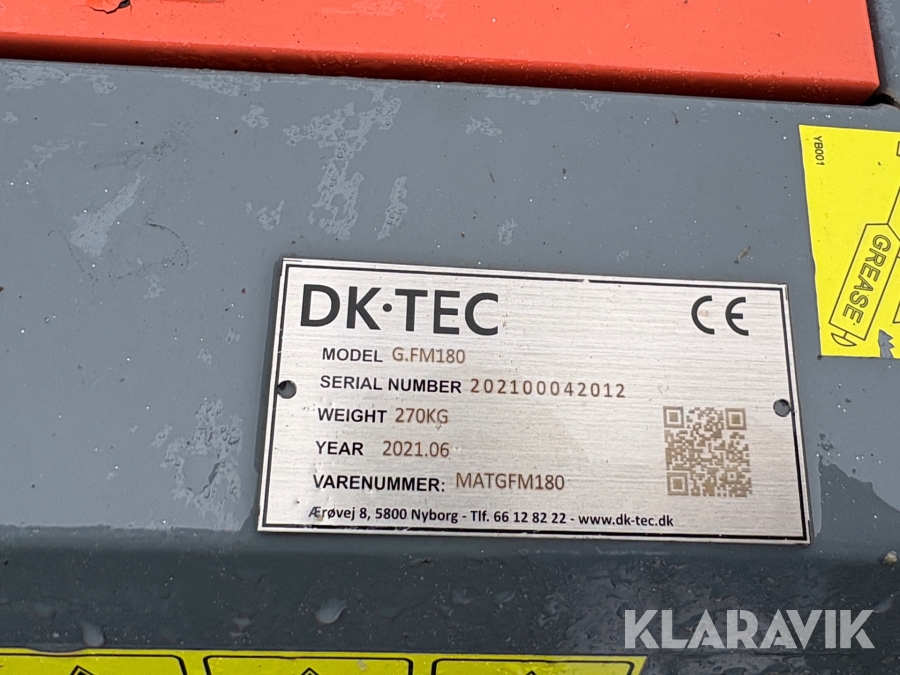 YB001
GREASE
DK·TEC CE
MODEL G.FM180
SERIAL NUMBER 202100042012
WEIGHT 270KG
YEAR 2021.06
VARENUMMER: MATGFM180
Ærøvej 8, 5800 Nyborg - Tlf. 66 12 82 22 - www.dk-tec.dk
KLARAVIK